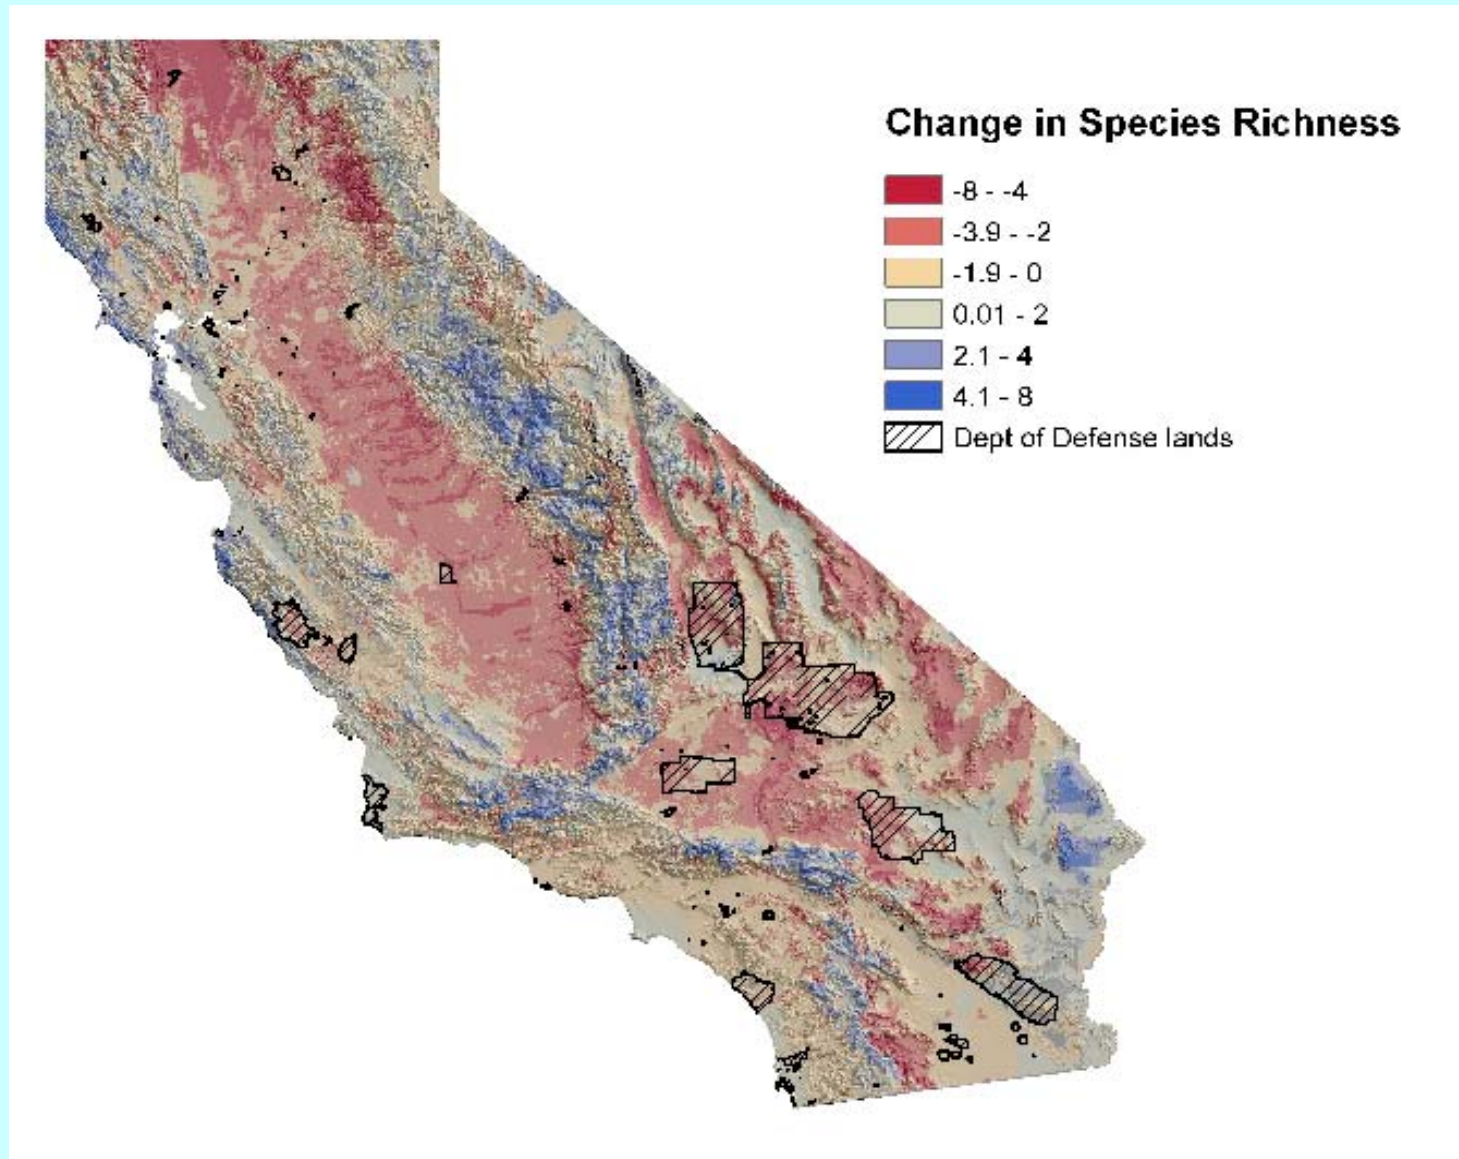 Change in Species Richness
-8 - -4
-3.9 - -2
-1.9 - 0
0.01 - 2
2.1 - 4
4.1 - 8
Dept of Defense lands